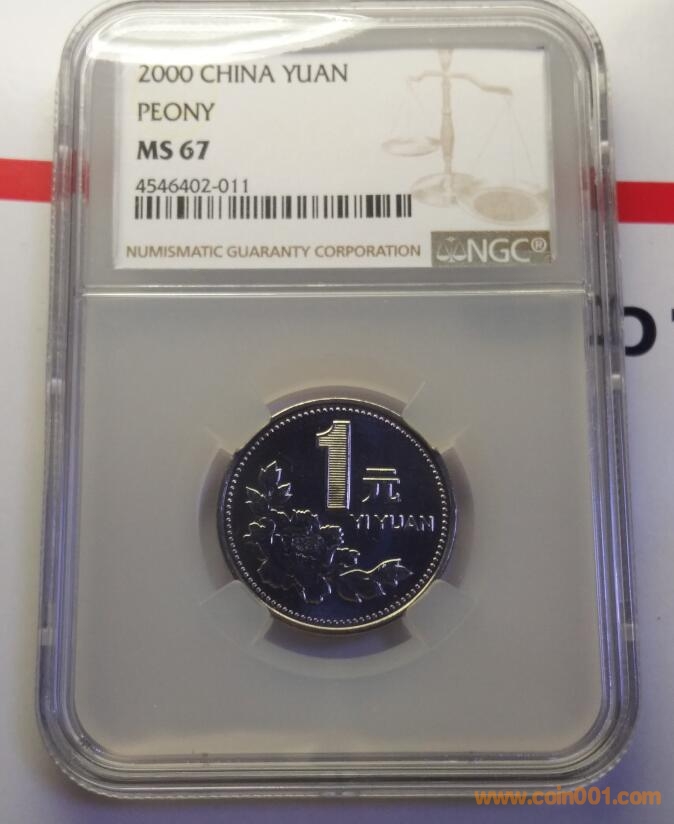 2000 CHINA YUAN
PEONY
MS 67
4546402-011
NUMISMATIC GUARANTY CORPORATION
NGC®
1元
YI YUAN
www.coin001.com